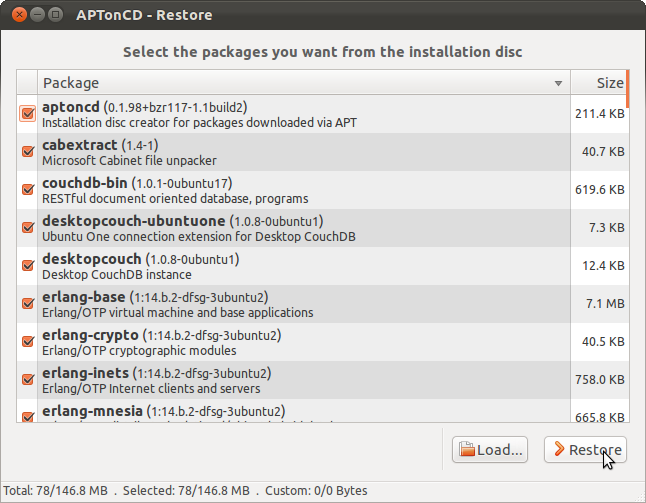 APTonCD - Restore
Select the packages you want from the installation disc
Package Size
aptoncd (0.1.98+bzr117-1.1build2)
Installation disc creator for packages downloaded via APT
211.4 KB
cabextract (1.4-1)
Microsoft Cabinet file unpacker
40.7 KB
couchdb-bin (1.0.1-0ubuntu17)
RESTful document oriented database, programs
619.6 KB
desktopcouch-ubuntuone (1.0.8-0ubuntu1)
Ubuntu One connection extension for Desktop CouchDB
7.3 KB
desktopcouch (1.0.8-0ubuntu1)
Desktop CouchDB instance
12.4 KB
erlang-base (1:14.b.2-dfsg-3ubuntu2)
Erlang/OTP virtual machine and base applications
7.1 MB
erlang-crypto (1:14.b.2-dfsg-3ubuntu2)
Erlang/OTP cryptographic modules
40.5 KB
erlang-inets (1:14.b.2-dfsg-3ubuntu2)
Erlang/OTP Internet clients and servers
758.0 KB
erlang-mnesia (1:14.b.2-dfsg-3ubuntu2)
665.8 KB
Load... Restore
Total: 78/146.8 MB . Selected: 78/146.8 MB . Custom: 0/0 Bytes